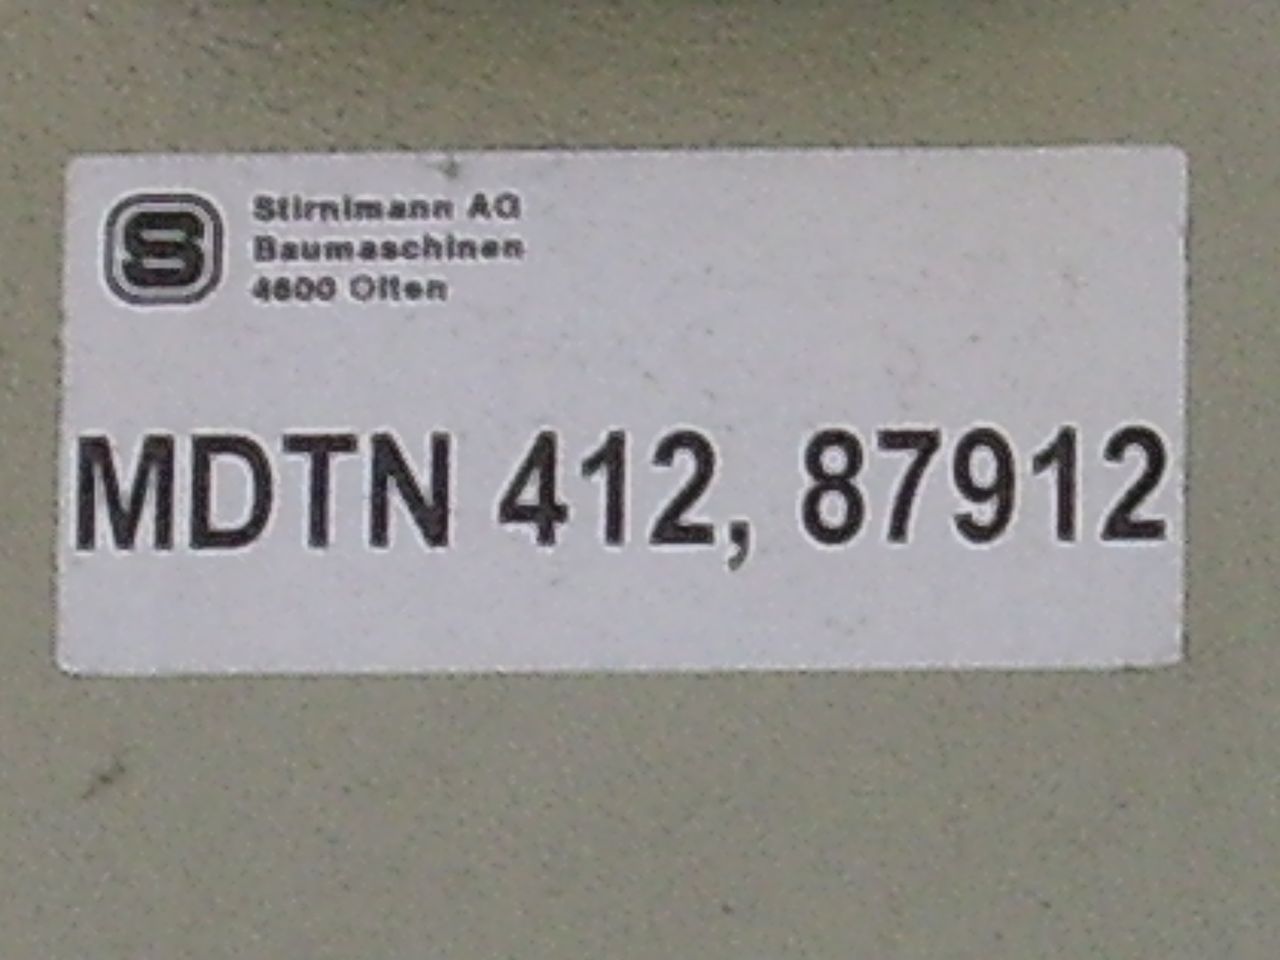 Stirnimann AG
Baumaschinen
4600 Olten
MDTN 412, 87912